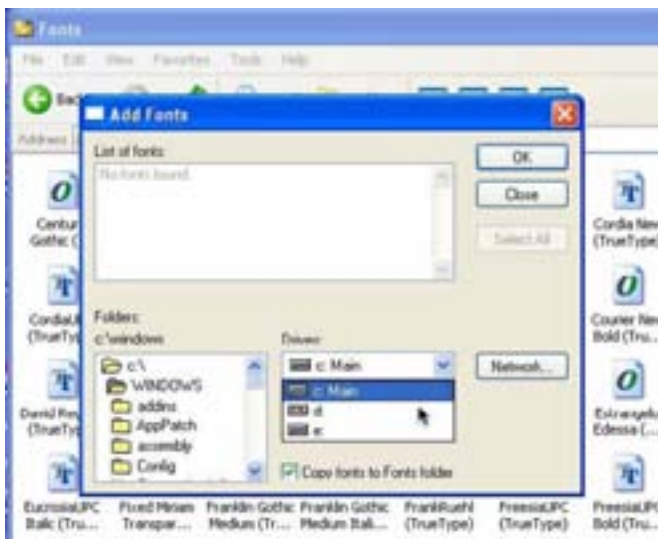 Fonts
File Edit View Favorites Tools Help
Back
Address
Add Fonts
List of fonts:
No fonts found.
OK
Close
Select All
Folders:
c:\windows
Drives:
c:\
WINDOWS
addins
AppPatch
assembly
Config
c: Main
c: Main
d:
e:
Network...
Copy fonts to Fonts folder
Centur
Gothic (
Cordia New
(TrueType)
CordiaU
(TrueTy
Courier New
Bold (Tru...
David
(TrueTy
Estrangelo
Edessa (...
EucrosiaUPC
Italic (Tru...
Fixed Miriam
Transpar...
Franklin Gothic
Medium (Tr...
Franklin Gothic
Medium Itali...
FrankRuehl
(TrueType)
FreesiaUPC
(TrueType)
FreesiaUPC
Bold (Tru...